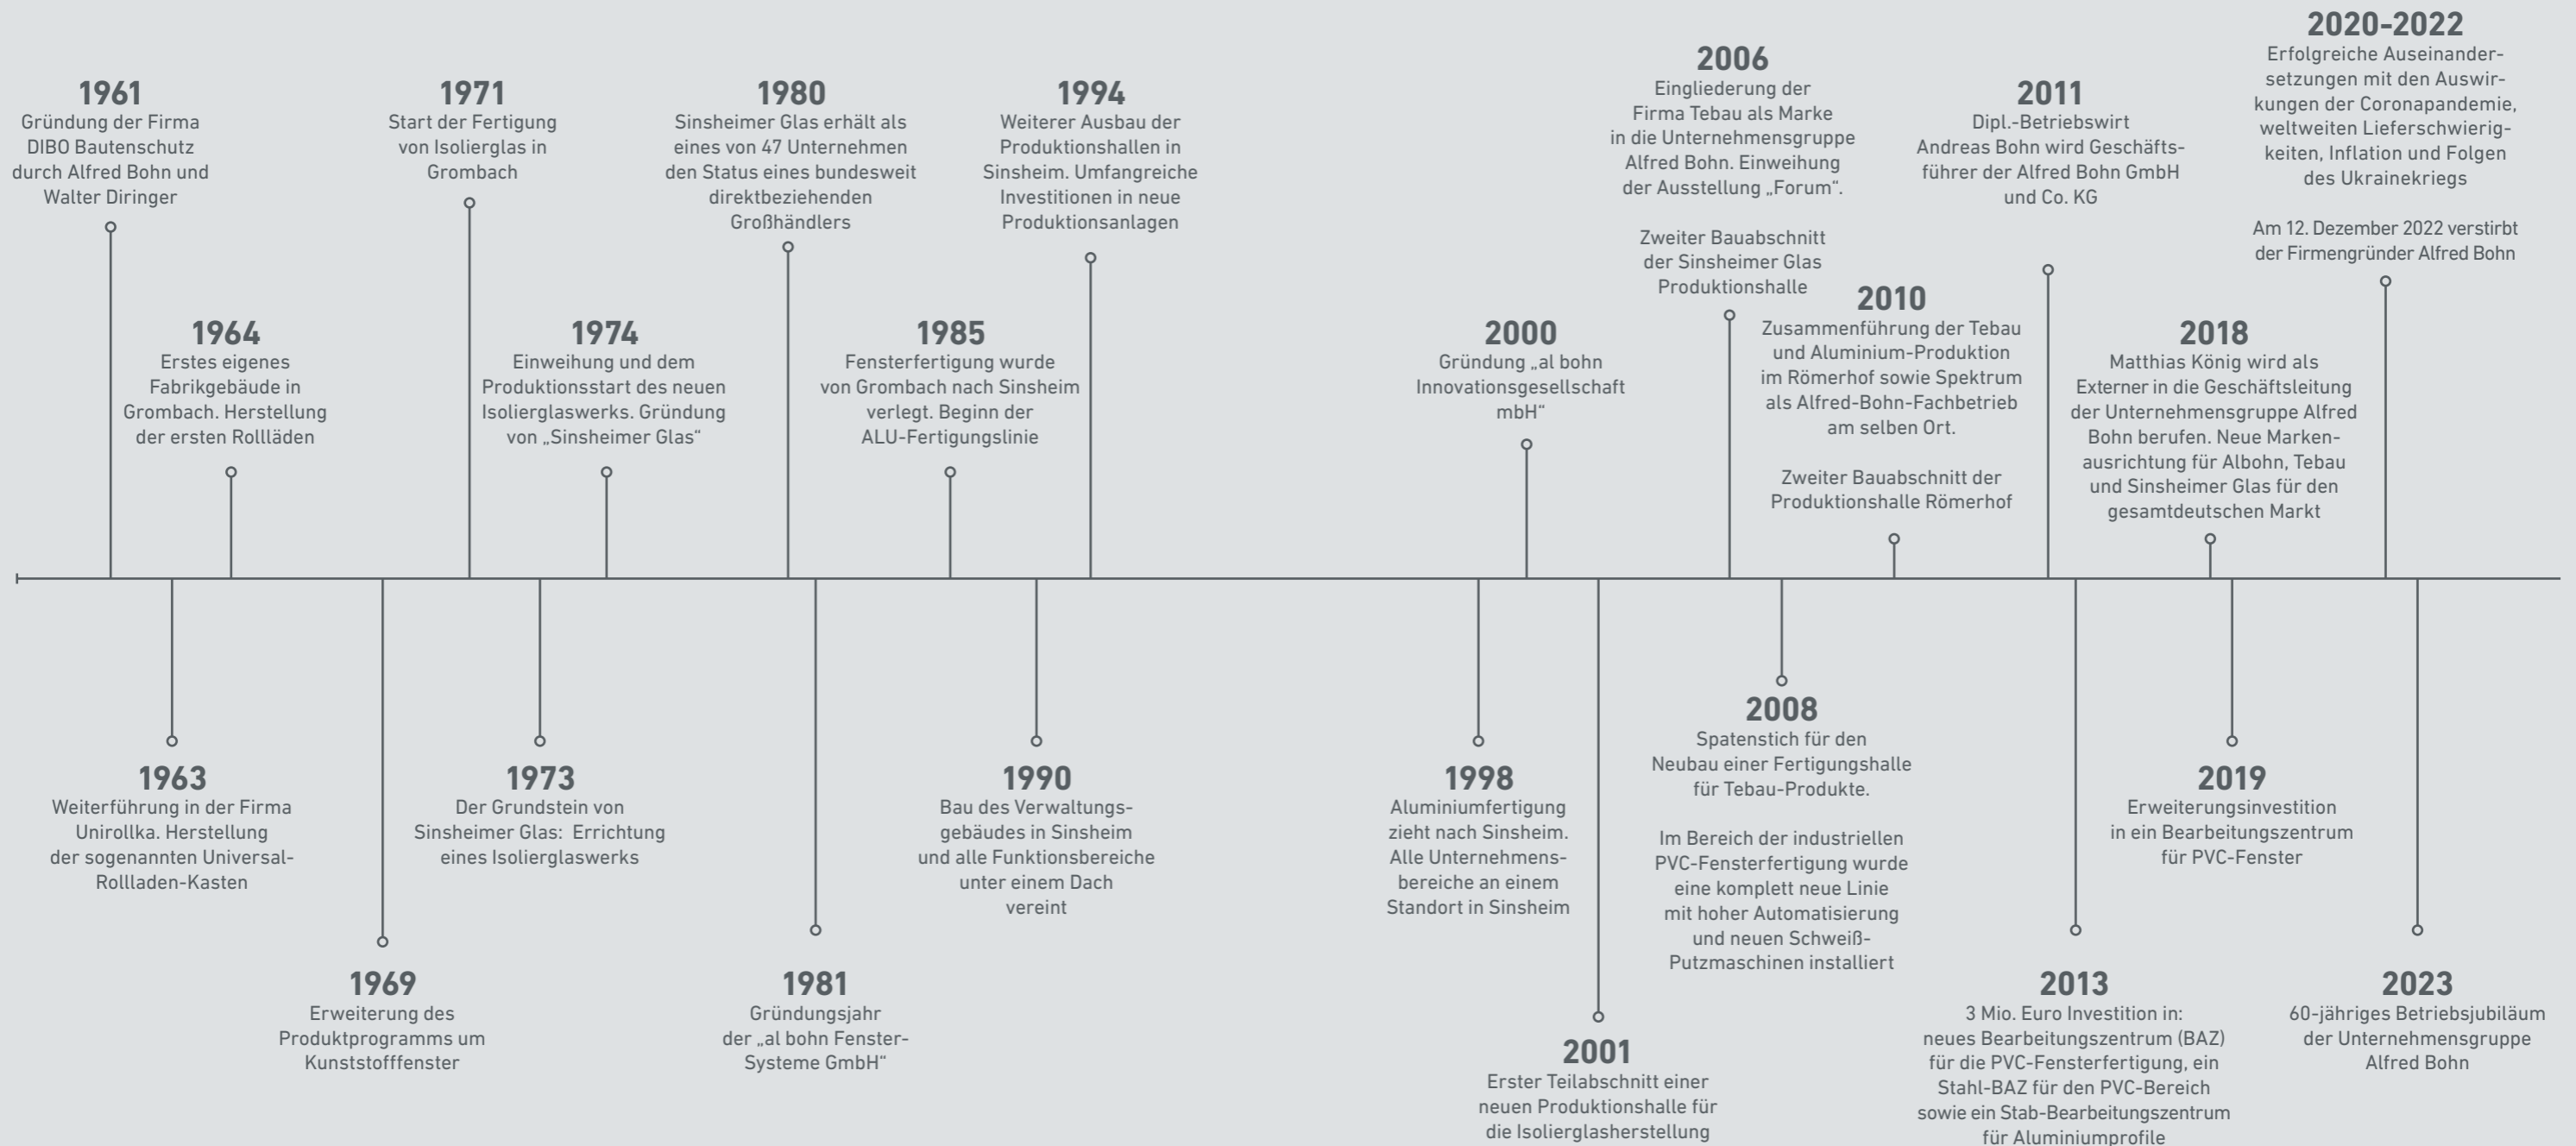 1961
Gründung der Firma
DIBO Bautenschutz
durch Alfred Bohn und
Walter Diringer
1963
Weiterführung in der Firma
Unirollka. Herstellung
der sogenannten Universal-
Rollladen-Kasten
1964
Erstes eigenes
Fabrikgebäude in
Grombach. Herstellung
der ersten Rollläden
1969
Erweiterung des
Produktprogramms um
Kunststofffenster
1971
Start der Fertigung
von Isolierglas in
Grombach
1973
Der Grundstein von
Sinsheimer Glas: Errichtung
eines Isolierglaswerks
1974
Einweihung und dem
Produktionsstart des neuen
Isolierglaswerks. Gründung
von „Sinsheimer Glas“
1980
Sinsheimer Glas erhält als
eines von 47 Unternehmen
den Status eines bundesweit
direktbeziehenden
Großhändlers
1981
Gründungsjahr
der „al bohn Fenster-
Systeme GmbH“
1985
Fensterfertigung wurde
von Grombach nach Sinsheim
verlegt. Beginn der
ALU-Fertigungslinie
1990
Bau des Verwaltungs-
gebäudes in Sinsheim
und alle Funktionsbereiche
unter einem Dach
vereint
1994
Weiterer Ausbau der
Produktionshallen in
Sinsheim. Umfangreiche
Investitionen in neue
Produktionsanlagen
1998
Aluminiumfertigung
zieht nach Sinsheim.
Alle Unternehmens-
bereiche an einem
Standort in Sinsheim
2000
Gründung „al bohn
Innovationsgesellschaft
mbH“
2001
Erster Teilabschnitt einer
neuen Produktionshalle für
die Isolierglasherstellung
2006
Eingliederung der
Firma Tebau als Marke
in die Unternehmensgruppe
Alfred Bohn. Einweihung
der Ausstellung „Forum“.
Zweiter Bauabschnitt
der Sinsheimer Glas
Produktionshalle
2008
Spatenstich für den
Neubau einer Fertigungshalle
für Tebau-Produkte.
Im Bereich der industriellen
PVC-Fensterfertigung wurde
eine komplett neue Linie
mit hoher Automatisierung
und neuen Schweiß-
Putzmaschinen installiert
2010
Zusammenführung der Tebau
und Aluminium-Produktion
im Römerhof sowie Spektrum
als Alfred-Bohn-Fachbetrieb
am selben Ort.
Zweiter Bauabschnitt der
Produktionshalle Römerhof
2011
Dipl.-Betriebswirt
Andreas Bohn wird Geschäfts-
führer der Alfred Bohn GmbH
und Co. KG
2013
3 Mio. Euro Investition in:
neues Bearbeitungszentrum (BAZ)
für die PVC-Fensterfertigung, ein
Stahl-BAZ für den PVC-Bereich
sowie ein Stab-Bearbeitungszentrum
für Aluminiumprofile
2018
Matthias König wird als
Externer in die Geschäftsleitung
der Unternehmensgruppe Alfred
Bohn berufen. Neue Marken-
ausrichtung für Albohn, Tebau
und Sinsheimer Glas für den
gesamtdeutschen Markt
2019
Erweiterungsinvestition
in ein Bearbeitungszentrum
für PVC-Fenster
2020-2022
Erfolgreiche Auseinander-
setzungen mit den Auswir-
kungen der Coronapandemie,
weltweiten Lieferschwierig-
keiten, Inflation und Folgen
des Ukrainekriegs
Am 12. Dezember 2022 verstirbt
der Firmengründer Alfred Bohn
2023
60-jähriges Betriebsjubiläum
der Unternehmensgruppe
Alfred Bohn